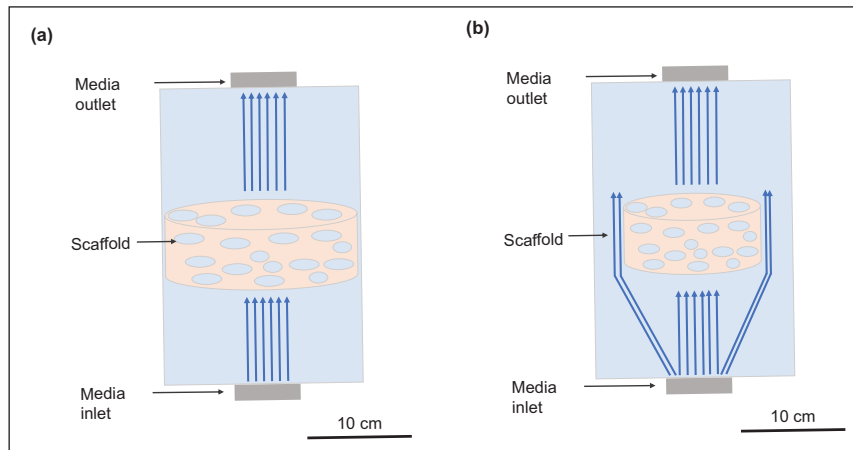 (a)
Media
outlet
Scaffold
Media
inlet
10 cm
(b)
Media
outlet
Scaffold
Media
inlet
10 cm